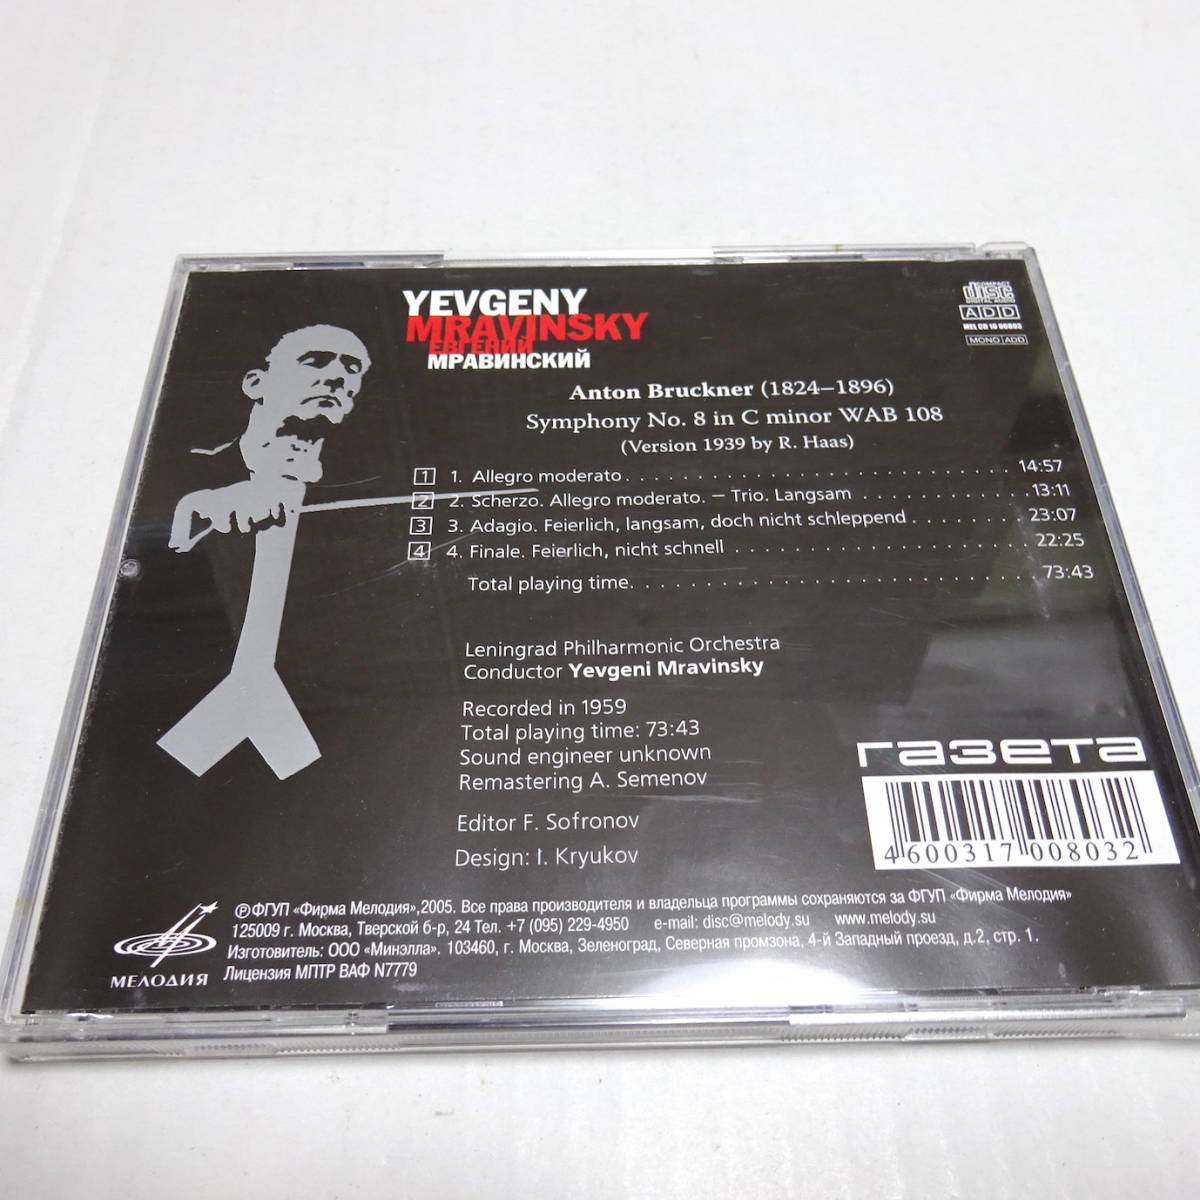 YEVGENY
MRAVINSKY
ЕВГЕНИЙ
МРАВИНСКИЙ
COMPACT
disc
DIGITAL AUDIO
ADD
MEL CD 10 00803
MONO ADD
Anton Bruckner (1824–1896)
Symphony No. 8 in C minor WAB 108
(Version 1939 by R. Haas)
1 1. Allegro moderato. . . . . . . . . . . . . . . . . . . . . . . . . . . . . . 14:57
2 2. Scherzo. Allegro moderato. – Trio. Langsam . . . . . . . . . . . . 13:11
3 3. Adagio. Feierlich, langsam, doch nicht schleppend . . . . . . . . 23:07
4 4. Finale. Feierlich, nicht schnell . . . . . . . . . . . . . . . . . . . . . . 22:25
Total playing time. . . . . . . . . . . . . . . . . . . . . . . . . . . . . . 73:43
Leningrad Philharmonic Orchestra
Conductor Yevgeni Mravinsky
Recorded in 1959
Total playing time: 73:43
Sound engineer unknown
Remastering A. Semenov
Editor F. Sofronov
Design: I. Kryukov
газета
4 600317 008032
МЕЛОДИЯ
℗ФГУП «Фирма Мелодия»,2005. Все права производителя и владельца программы сохраняются за ФГУП «Фирма Мелодия»
125009 г. Москва, Тверской б-р, 24 Тел. +7 (095) 229-4950 e-mail: disc@melody.su www.melody.su
Изготовитель: ООО «Минэлла». 103460, г. Москва, Зеленоград, Северная промзона, 4-й Западный проезд, д.2, стр. 1.
Лицензия МПТР ВАФ N7779